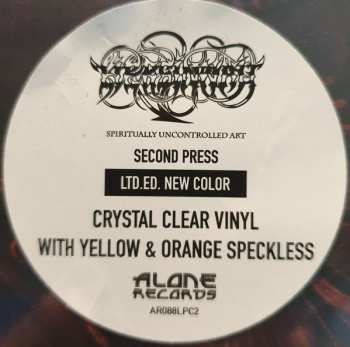 SPIRITUALLY UNCONTROLLED ART
SECOND PRESS
LTD.ED. NEW COLOR
CRYSTAL CLEAR VINYL
WITH YELLOW & ORANGE SPECKLESS
ALONE
RECORDS
AR088LPC2